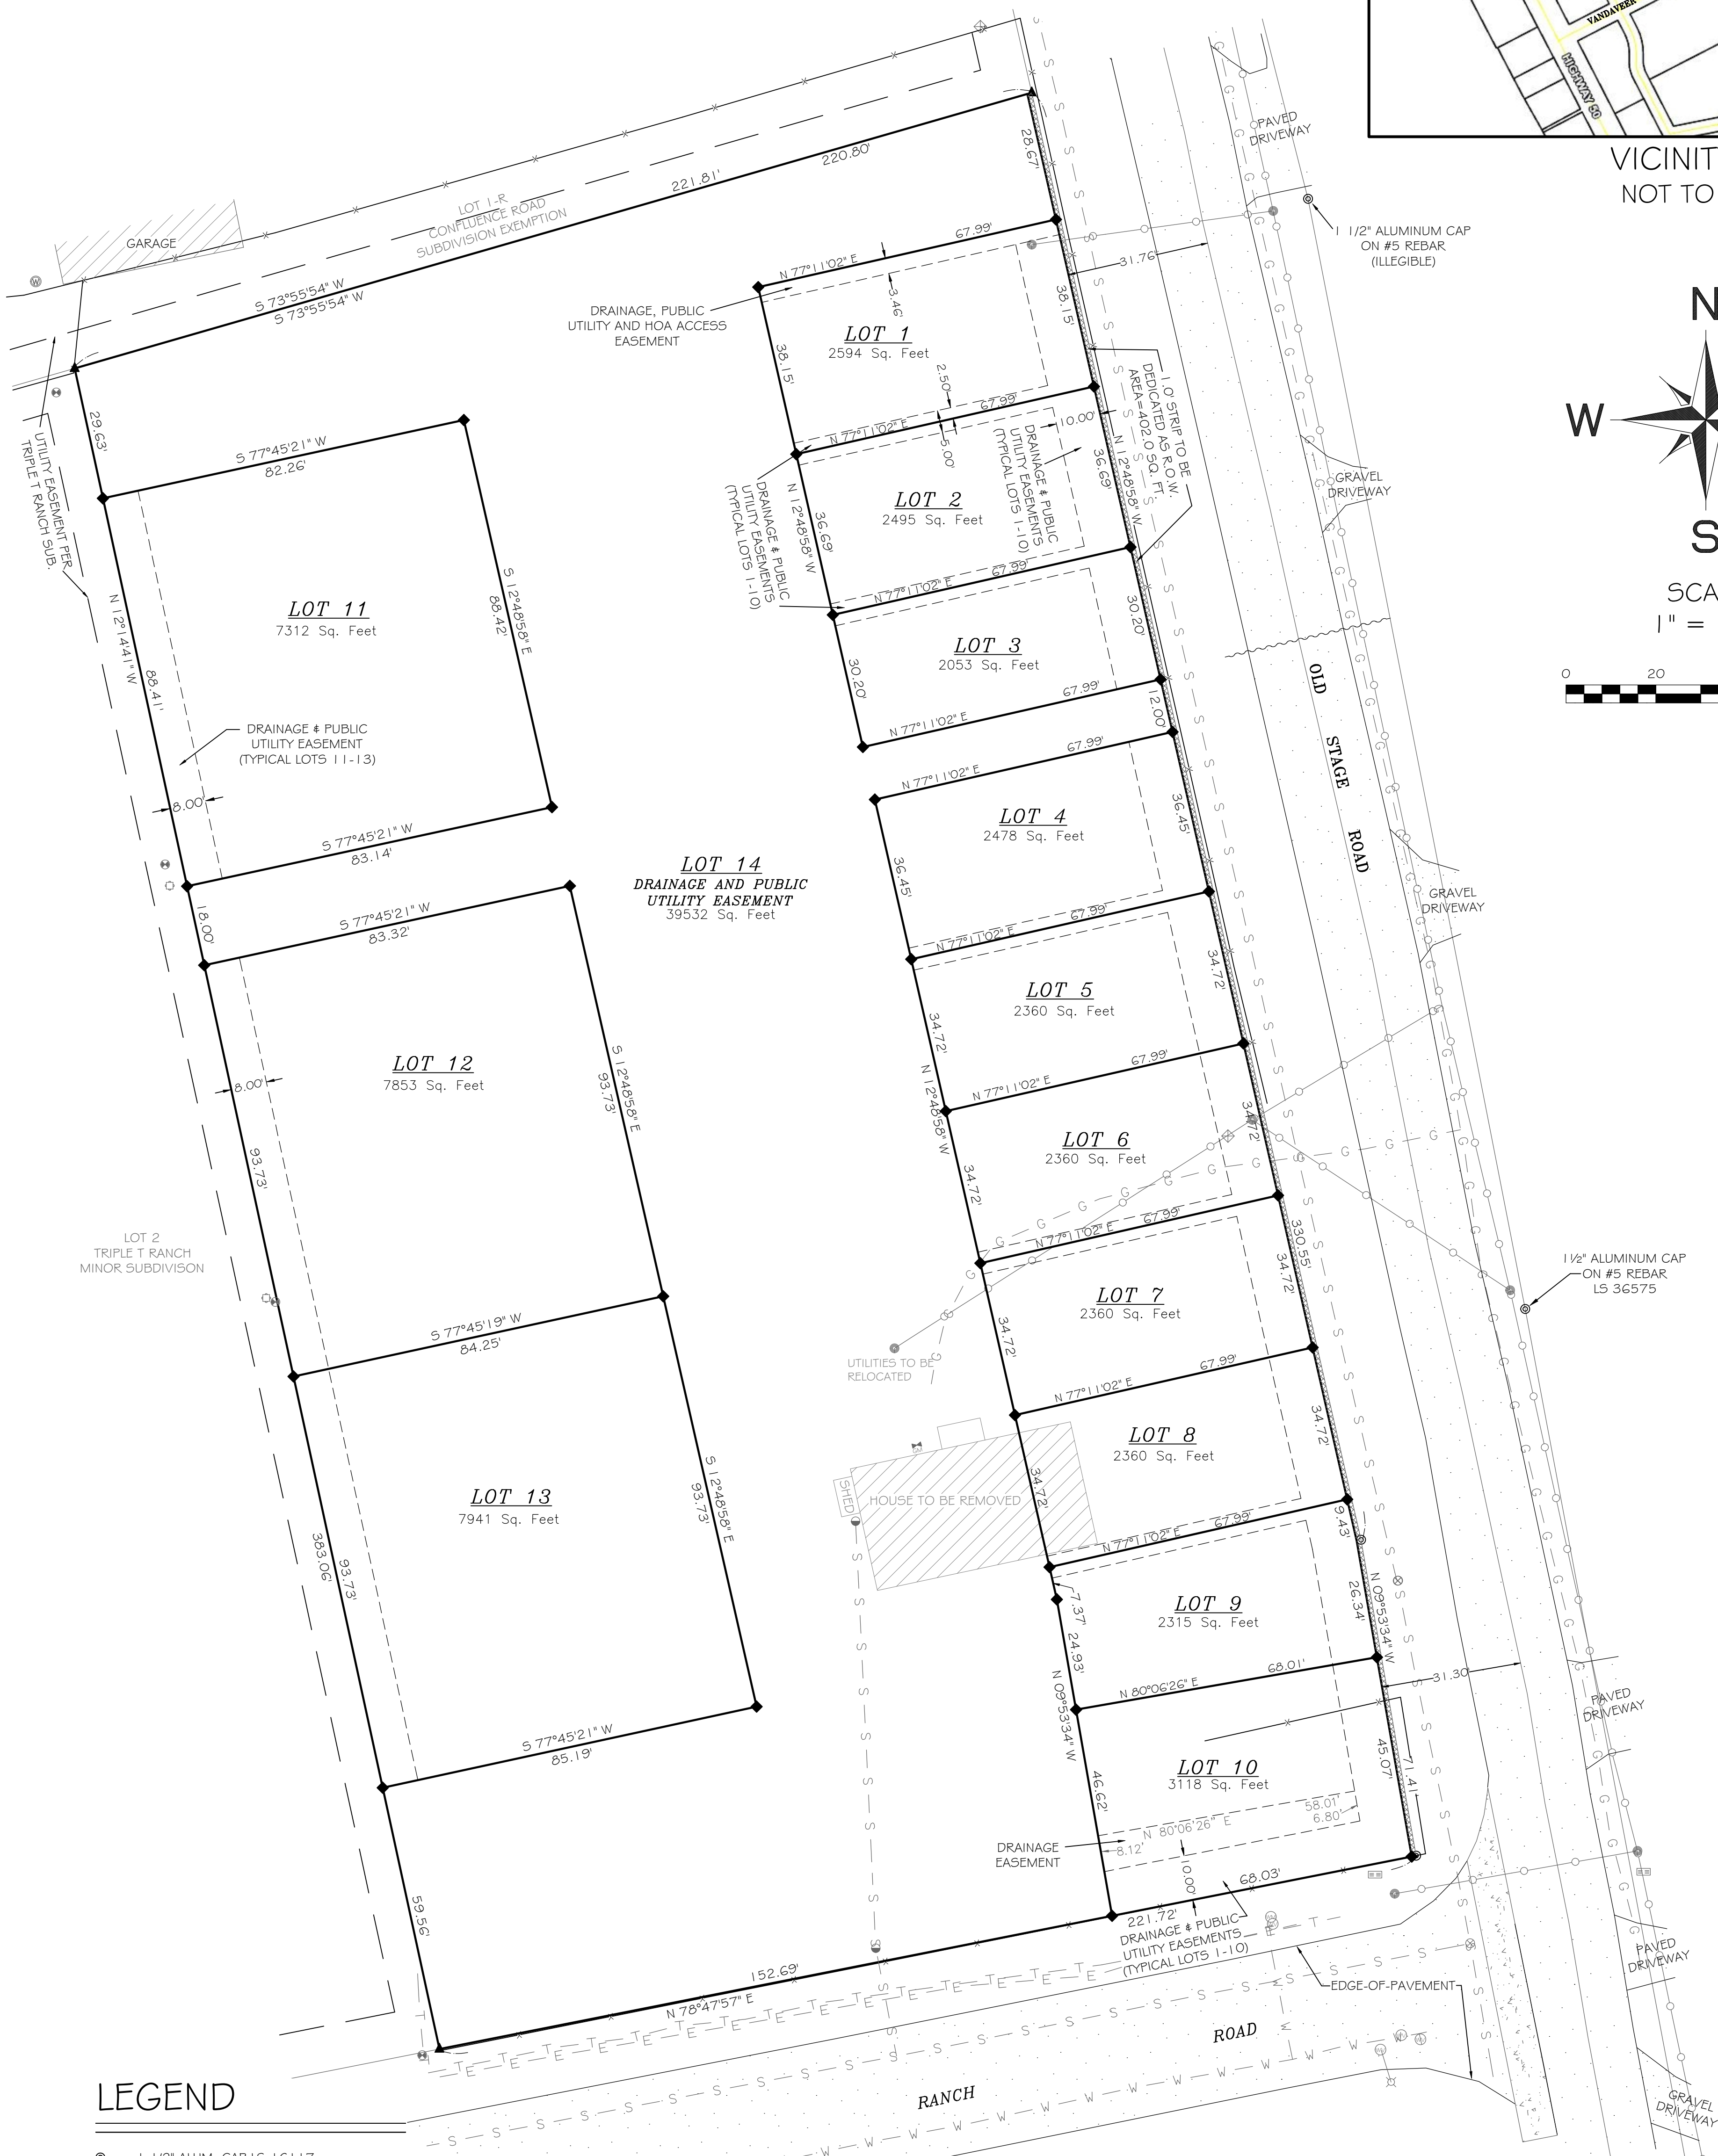 VANDAVEER
HIGHWAY 50
NOT TO
PAVED
DRIVEWAY
1 1/2" ALUMINUM CAP
ON #5 REBAR
(ILLEGIBLE)
N
W
S
1" =
0 20
GARAGE
LOT 1-R
CONFLUENCE ROAD
SUBDIVISION EXEMPTION
221.81'
220.80'
S 73°55'54" W
S 73°55'54" W
28.67'
67.99'
N 77°11'02" E
31.76'
3.46'
DRAINAGE, PUBLIC
UTILITY AND HOA ACCESS
EASEMENT
LOT 1
2594 Sq. Feet
38.15'
38.15'
2.50'
67.99'
N 77°11'02" E
5.00'
10.00'
1.0' STRIP TO BE
DEDICATED AS R.O.W.
AREA=402.0 SQ. FT.
DRAINAGE & PUBLIC
UTILITY EASEMENTS
(TYPICAL LOTS 1-10)
DRAINAGE & PUBLIC
UTILITY EASEMENTS
(TYPICAL LOTS 1-10)
LOT 2
2495 Sq. Feet
36.69'
N 12°48'58" W
36.69'
N 12°48'58" W
67.99'
N 77°11'02" E
LOT 3
2053 Sq. Feet
30.20'
30.20'
67.99'
N 77°11'02" E
12.00'
67.99'
N 77°11'02" E
GRAVEL
DRIVEWAY
OLD
STAGE
ROAD
29.63'
UTILITY EASEMENT PER
TRIPLE T RANCH SUB.
S 77°45'21" W
82.26'
LOT 11
7312 Sq. Feet
N 12°14'41" W
88.41'
S 12°48'58" E
88.42'
DRAINAGE & PUBLIC
UTILITY EASEMENT
(TYPICAL LOTS 11-13)
8.00'
S 77°45'21" W
83.14'
18.00'
S 77°45'21" W
83.32'
LOT 14
DRAINAGE AND PUBLIC
UTILITY EASEMENT
39532 Sq. Feet
LOT 4
2478 Sq. Feet
36.45'
36.45'
67.99'
N 77°11'02" E
GRAVEL
DRIVEWAY
LOT 5
2360 Sq. Feet
34.72'
34.72'
67.99'
N 77°11'02" E
N 12°48'58" W
LOT 12
7853 Sq. Feet
8.00'
S 12°48'58" E
93.73'
93.73'
LOT 6
2360 Sq. Feet
34.72'
34.72'
67.99'
N 77°11'02" E
330.55'
LOT 2
TRIPLE T RANCH
MINOR SUBDIVISON
1 1/2" ALUMINUM CAP
ON #5 REBAR
LS 36575
LOT 7
2360 Sq. Feet
34.72'
34.72'
S 77°45'19" W
84.25'
UTILITIES TO BE
RELOCATED
67.99'
N 77°11'02" E
LOT 8
2360 Sq. Feet
34.72'
34.72'
SHED
HOUSE TO BE REMOVED
67.99'
N 77°11'02" E
LOT 13
7941 Sq. Feet
S 12°48'58" E
93.73'
93.73'
383.06'
9.43'
7.37'
LOT 9
2315 Sq. Feet
26.34'
N 09°53'34" W
24.93'
68.01'
N 80°06'26" E
N 09°53'34" W
31.30
PAVED
DRIVEWAY
S 77°45'21" W
85.19'
LOT 10
3118 Sq. Feet
46.62'
45.07'
71.41'
58.01'
6.80'
N 80°06'26" E
8.12'
DRAINAGE
EASEMENT
10.00'
68.03'
221.72'
DRAINAGE & PUBLIC
UTILITY EASEMENTS
(TYPICAL LOTS 1-10)
59.56'
152.69'
N 78°47'57" E
EDGE-OF-PAVEMENT
PAVED
DRIVEWAY
ROAD
RANCH
GRAVEL
DRIVEWAY
LEGEND